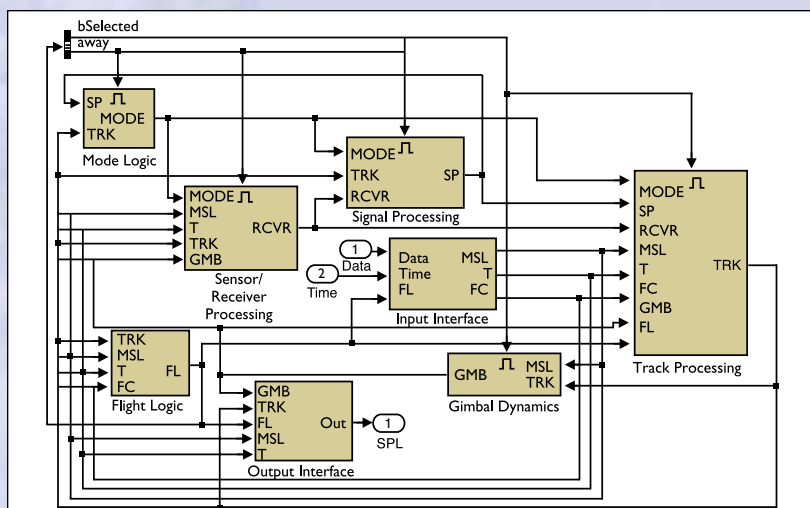 bSelected
away
SP
MODE
TRK
Mode Logic
MODE
TRK
RCVR
SP
Signal Processing
MODE
MSL
T
TRK
GMB
RCVR
Sensor/
Receiver
Processing
1
Data
2
Time
Data
Time
FL
MSL
T
FC
Input Interface
MODE
SP
RCVR
MSL
T
FC
GMB
FL
TRK
Track Processing
TRK
MSL
T
FC
FL
Flight Logic
GMB
MSL
TRK
Gimbal Dynamics
GMB
TRK
FL
MSL
T
Out
Output Interface
1
SPL